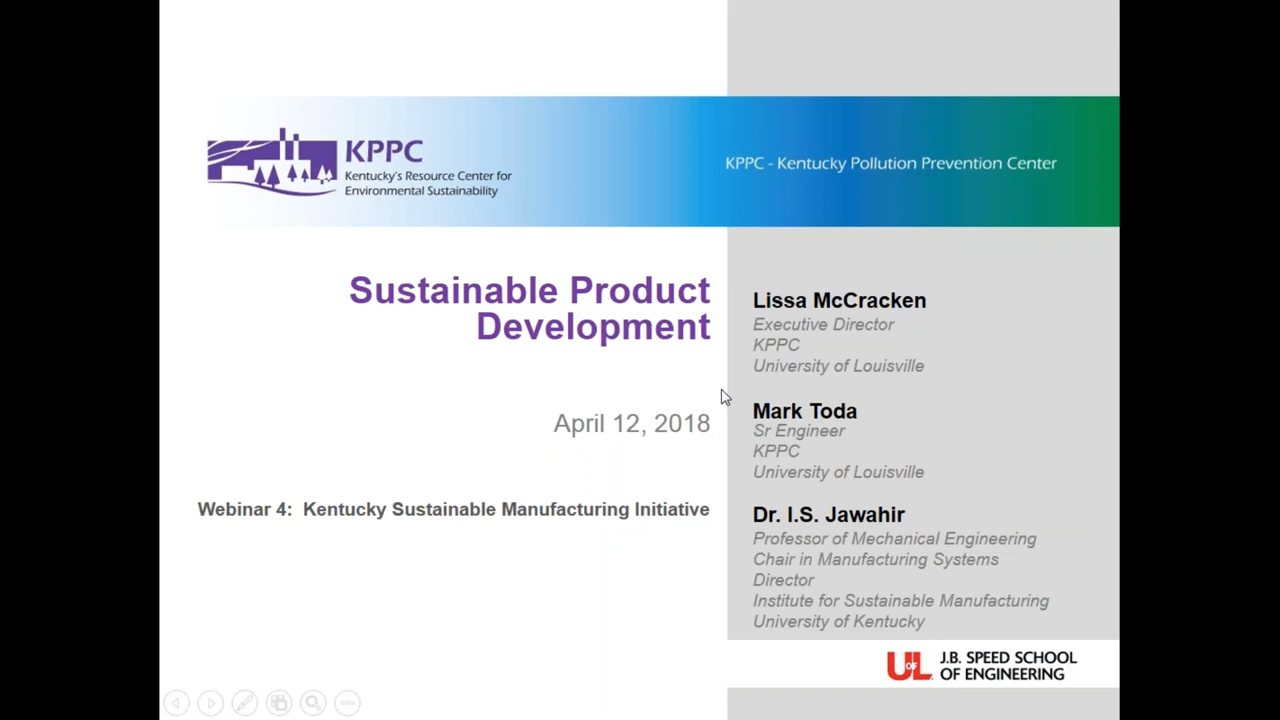 KPPC
Kentucky's Resource Center for
Environmental Sustainability
KPPC - Kentucky Pollution Prevention Center
Sustainable Product
Development
April 12, 2018
Webinar 4: Kentucky Sustainable Manufacturing Initiative
Lissa McCracken
Executive Director
KPPC
University of Louisville
Mark Toda
Sr Engineer
KPPC
University of Louisville
Dr. I.S. Jawahir
Professor of Mechanical Engineering
Chair in Manufacturing Systems
Director
Institute for Sustainable Manufacturing
University of Kentucky
UofL
J.B. SPEED SCHOOL
OF ENGINEERING